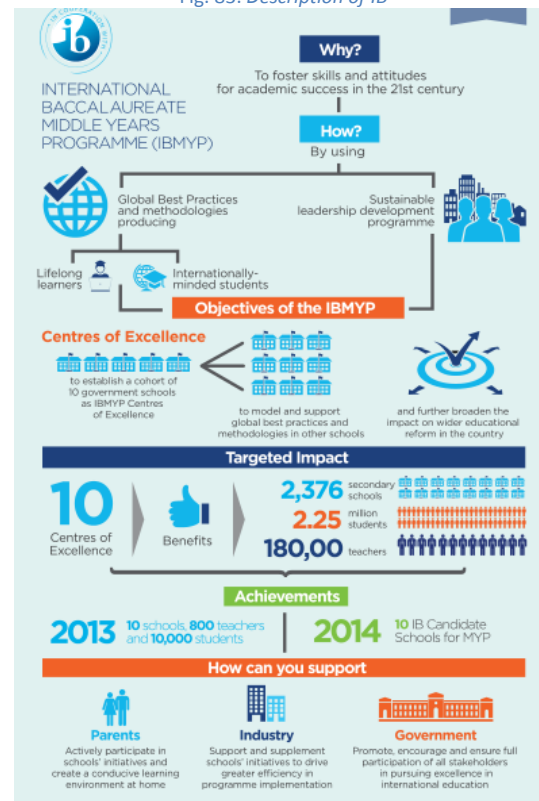 Fig. 83. Description of IB
IN COOPERATION WITH
ib
INTERNATIONAL
BACCALAUREATE
MIDDLE YEARS
PROGRAMME (IBMYP)
Why?
To foster skills and attitudes
for academic success in the 21st century
How?
By using
Global Best Practices
and methodologies
producing
Sustainable
leadership development
programme
Lifelong
learners
Internationally-
minded students
Objectives of the IBMYP
Centres of Excellence
to establish a cohort of
10 government schools
as IBMYP Centres
of Excellence
to model and support
global best practices and
methodologies in other schools
and further broaden the
impact on wider educational
reform in the country
Targeted Impact
10
Centres of
Excellence
Benefits
2,376 secondary schools
2.25 million students
180,00 teachers
Achievements
2013 10 schools, 800 teachers
and 10,000 students
2014 10 IB Candidate
Schools for MYP
How can you support
Parents
Actively participate in
schools' initiatives and
create a conducive learning
environment at home
Industry
Support and supplement
schools' initiatives to drive
greater efficiency in
programme implementation
Government
Promote, encourage and ensure full
participation of all stakeholders
in pursuing excellence in
international education